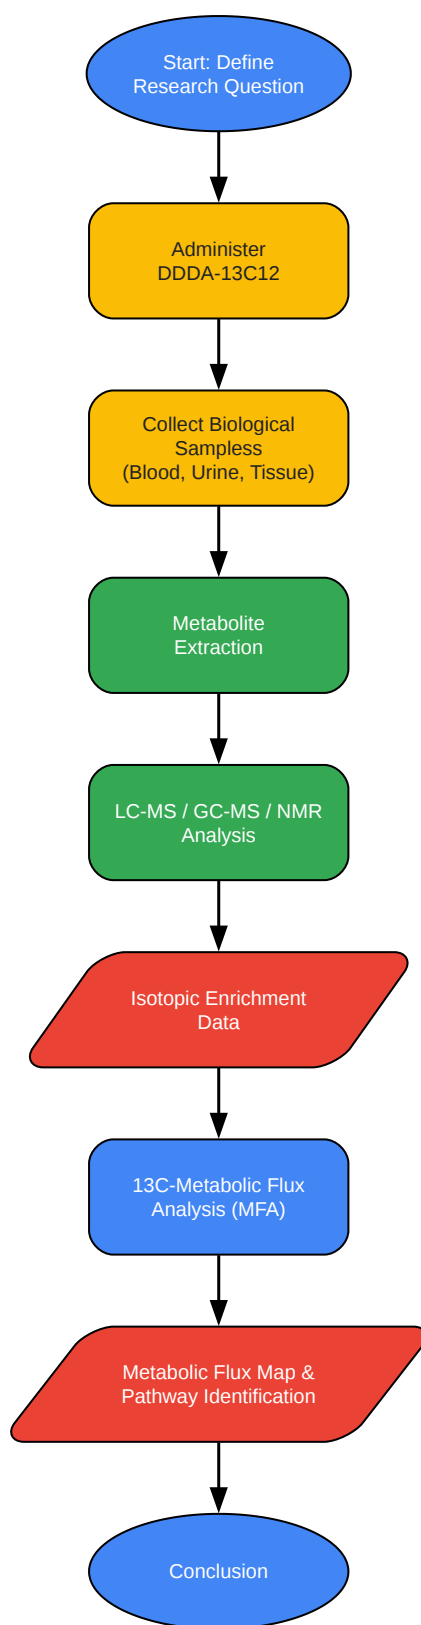 Start: Define
Research Question
Administer
DDDA-13C12
Collect Biological
Sampless
(Blood, Urine, Tissue)
Metabolite
Extraction
LC-MS / GC-MS / NMR
Analysis
Isotopic Enrichment
Data
13C-Metabolic Flux
Analysis (MFA)
Metabolic Flux Map &
Pathway Identification
Conclusion